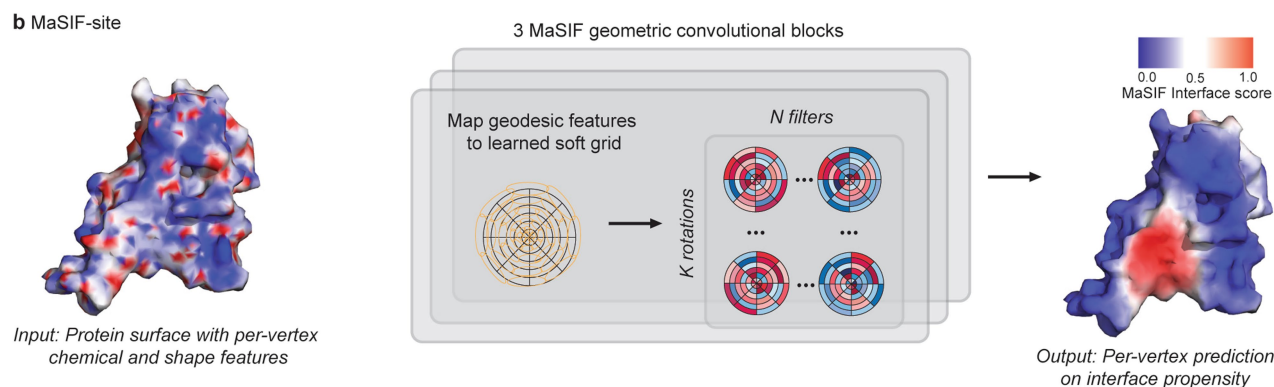 b MaSIF-site
3 MaSIF geometric convolutional blocks
Map geodesic features
to learned soft grid
N filters
K rotations
...
...
...
...
0.0 0.5 1.0
MaSIF Interface score
Input: Protein surface with per-vertex
chemical and shape features
Output: Per-vertex prediction
on interface propensity